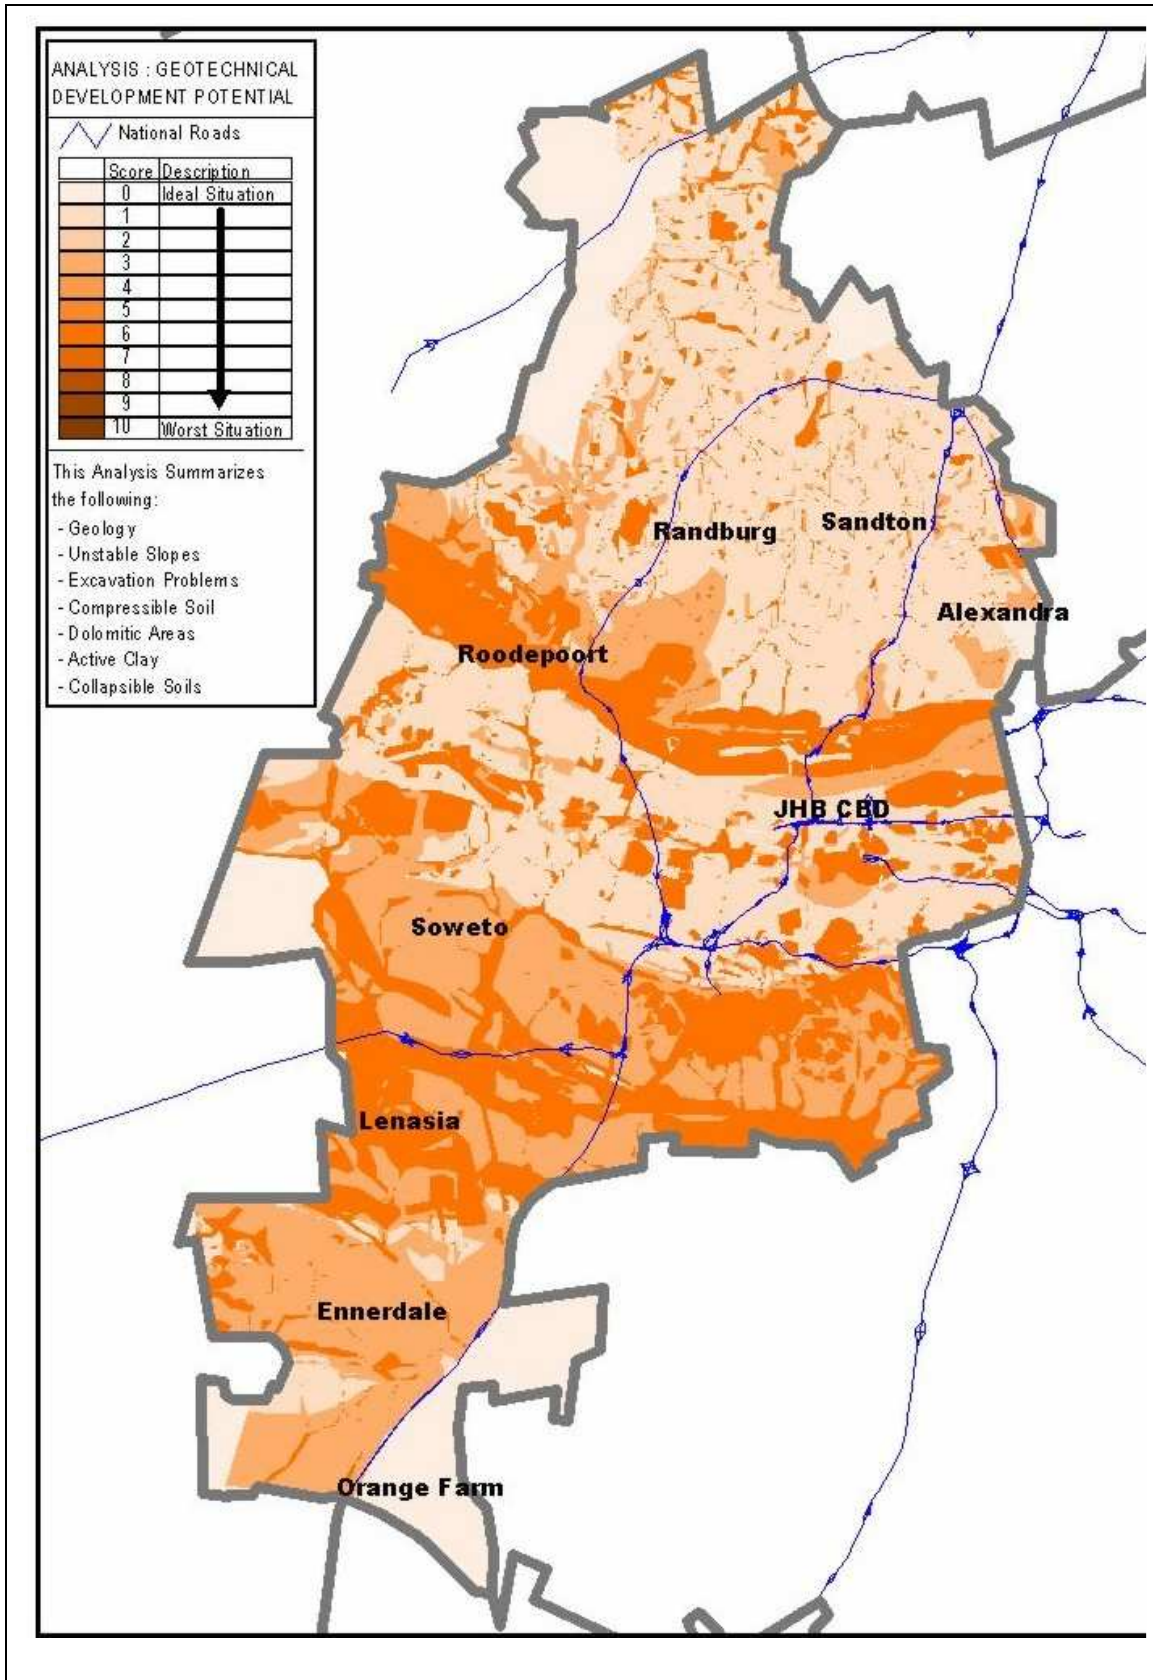 ANALYSIS : GEOTECHNICAL
DEVELOPMENT POTENTIAL
National Roads
Score Description
0 Ideal Situation
1
2
3
4
5
6
7
8
9
10 Worst Situation
This Analysis Summarizes
the following:
- Geology
- Unstable Slopes
- Excavation Problems
- Compressible Soil
- Dolomitic Areas
- Active Clay
- Collapsible Soils
Randburg
Sandton
Alexandra
Roodepoort
JHB CBD
Soweto
Lenasia
Ennerdale
Orange Farm